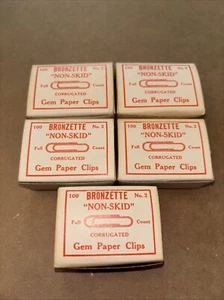 100 BRONZETTE No. 2
"NON-SKID"
Full Count
CORRUGATED
Gem Paper Clips
100 BRONZETTE No. 2
"NON-SKID"
Full Count
CORRUGATED
Gem Paper Clips
100 BRONZETTE No. 2
"NON-SKID"
Full Count
CORRUGATED
Gem Paper Clips
100 BRONZETTE No. 2
"NON-SKID"
Full Count
CORRUGATED
Gem Paper Clips
100 BRONZETTE No. 2
"NON-SKID"
Full Count
CORRUGATED
Gem Paper Clips